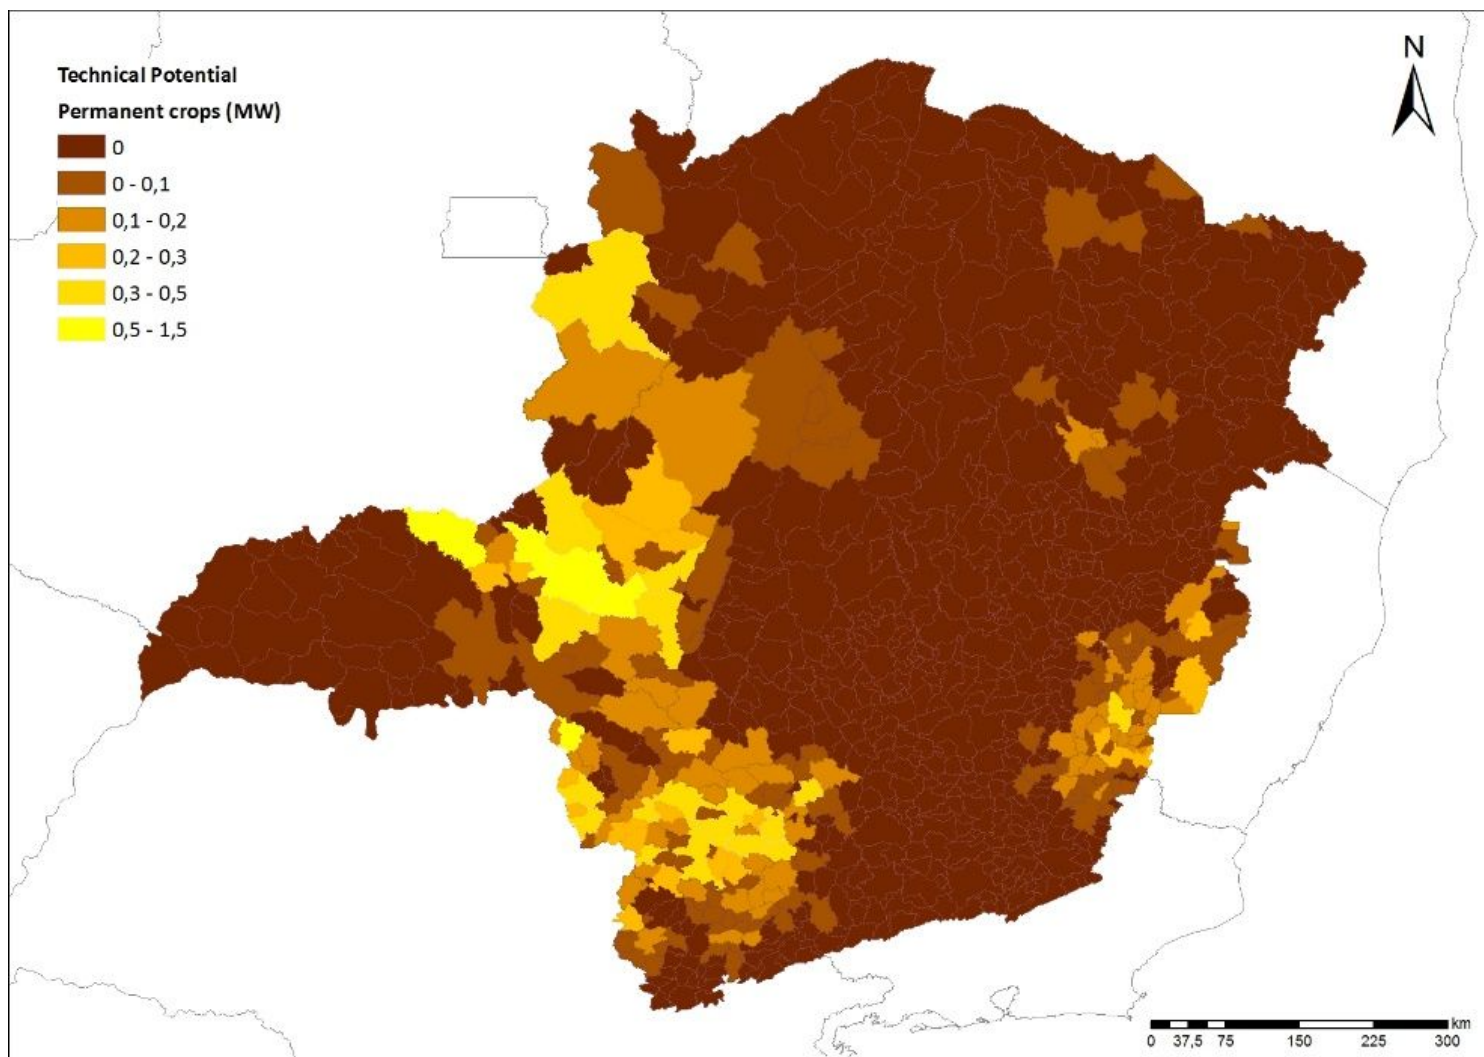 Technical Potential
Permanent crops (MW)
0
0 - 0,1
0,1 - 0,2
0,2 - 0,3
0,3 - 0,5
0,5 - 1,5
N
km
0 37,5 75 150 225 300